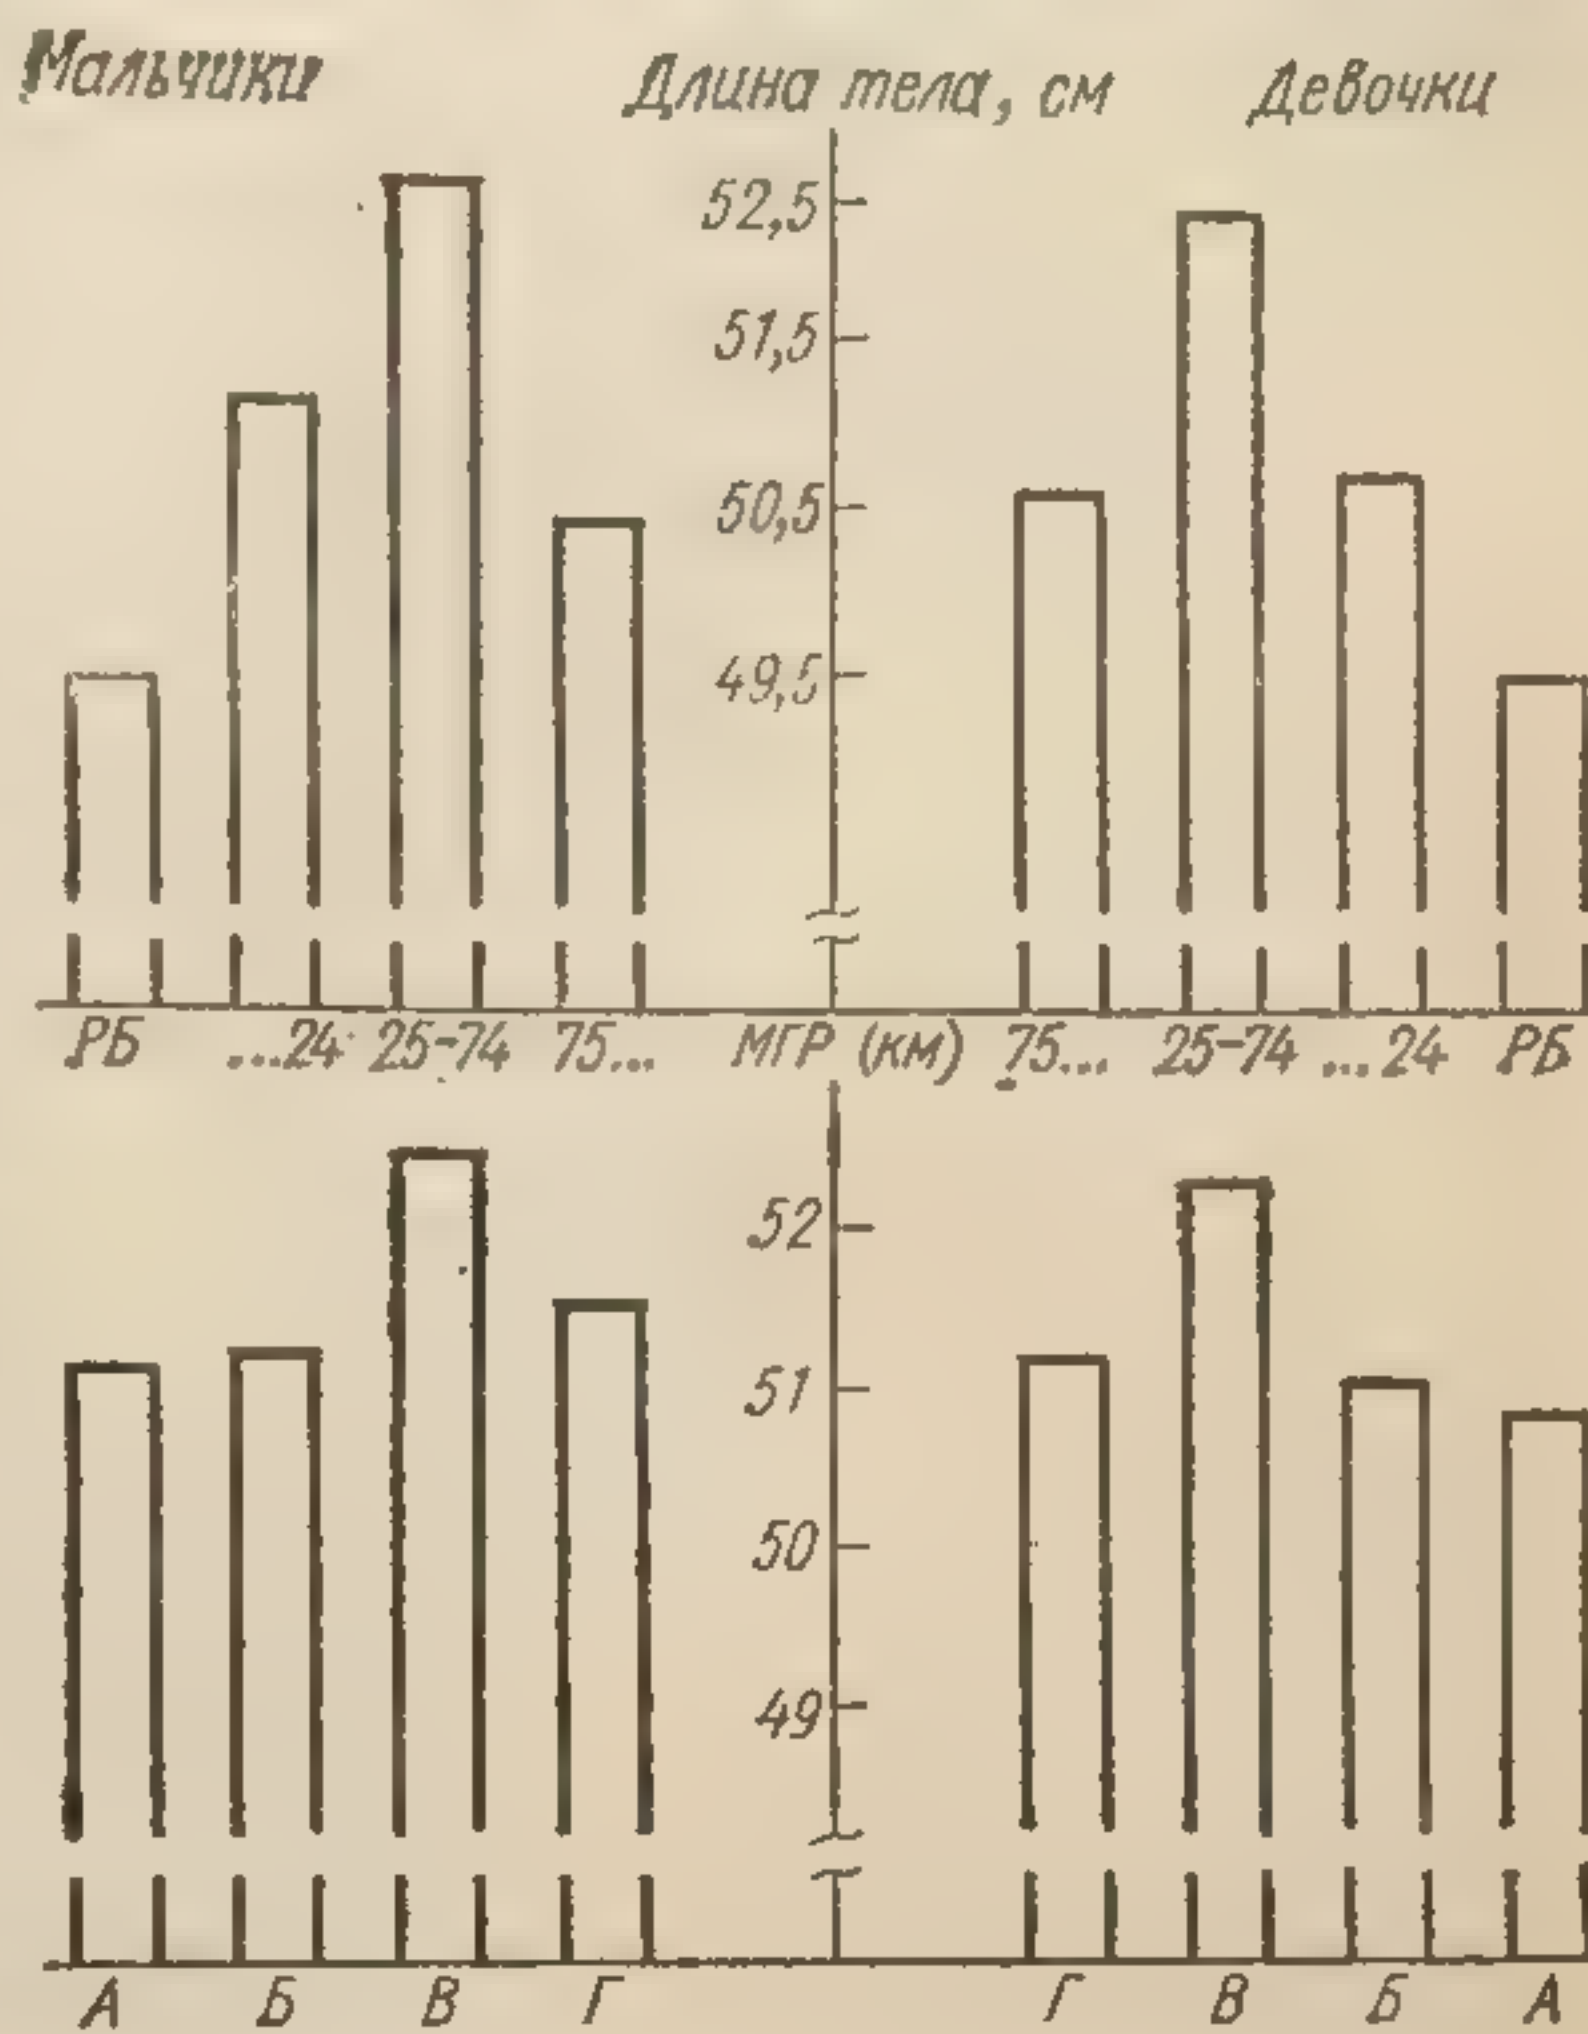 Мальчики Длина тела, см Девочки
52,5
51,5
50,5
49,5
РБ ...24 25-74 75... МГР (км) 75... 25-74 ...24 РБ
52
51
50
49
А Б В Г Г В Б А